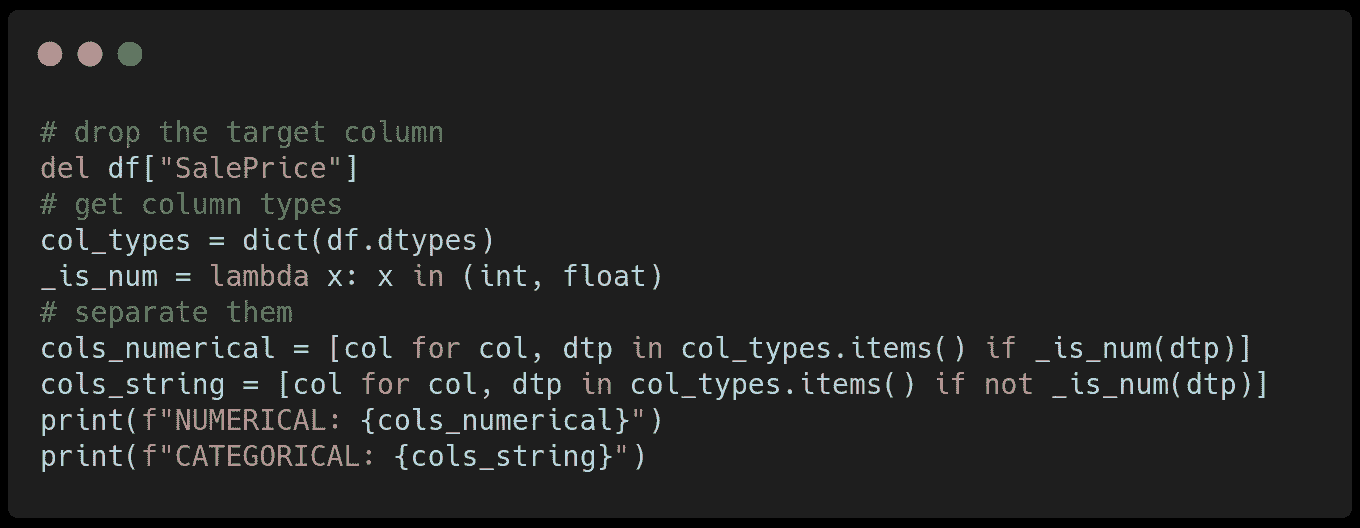 # drop the target column
del df["SalePrice"]
# get column types
col_types = dict(df.dtypes)
_is_num = lambda x: x in (int, float)
# separate them
cols_numerical = [col for col, dtp in col_types.items() if _is_num(dtp)]
cols_string = [col for col, dtp in col_types.items() if not _is_num(dtp)]
print(f"NUMERICAL: {cols_numerical}")
print(f"CATEGORICAL: {cols_string}")